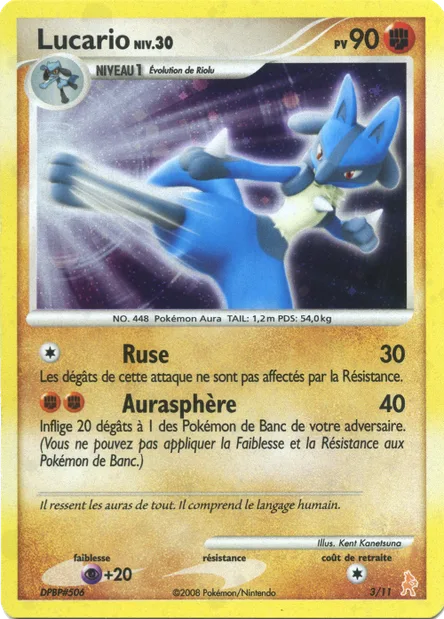 Lucario NIV.30 PV 90
NIVEAU 1 Évolution de Riolu
NO. 448 Pokémon Aura TAIL: 1,2 m PDS: 54,0 kg
Ruse 30
Les dégâts de cette attaque ne sont pas affectés par la Résistance.
Aurasphère 40
Inflige 20 dégâts à 1 des Pokémon de Banc de votre adversaire.
(Vous ne pouvez pas appliquer la Faiblesse et la Résistance aux
Pokémon de Banc.)
Il ressent les auras de tout. Il comprend le langage humain.
Illus. Kent Kanetsuna
faiblesse résistance coût de retraite
+20
DPBP#506 ©2008 Pokémon/Nintendo 3/11